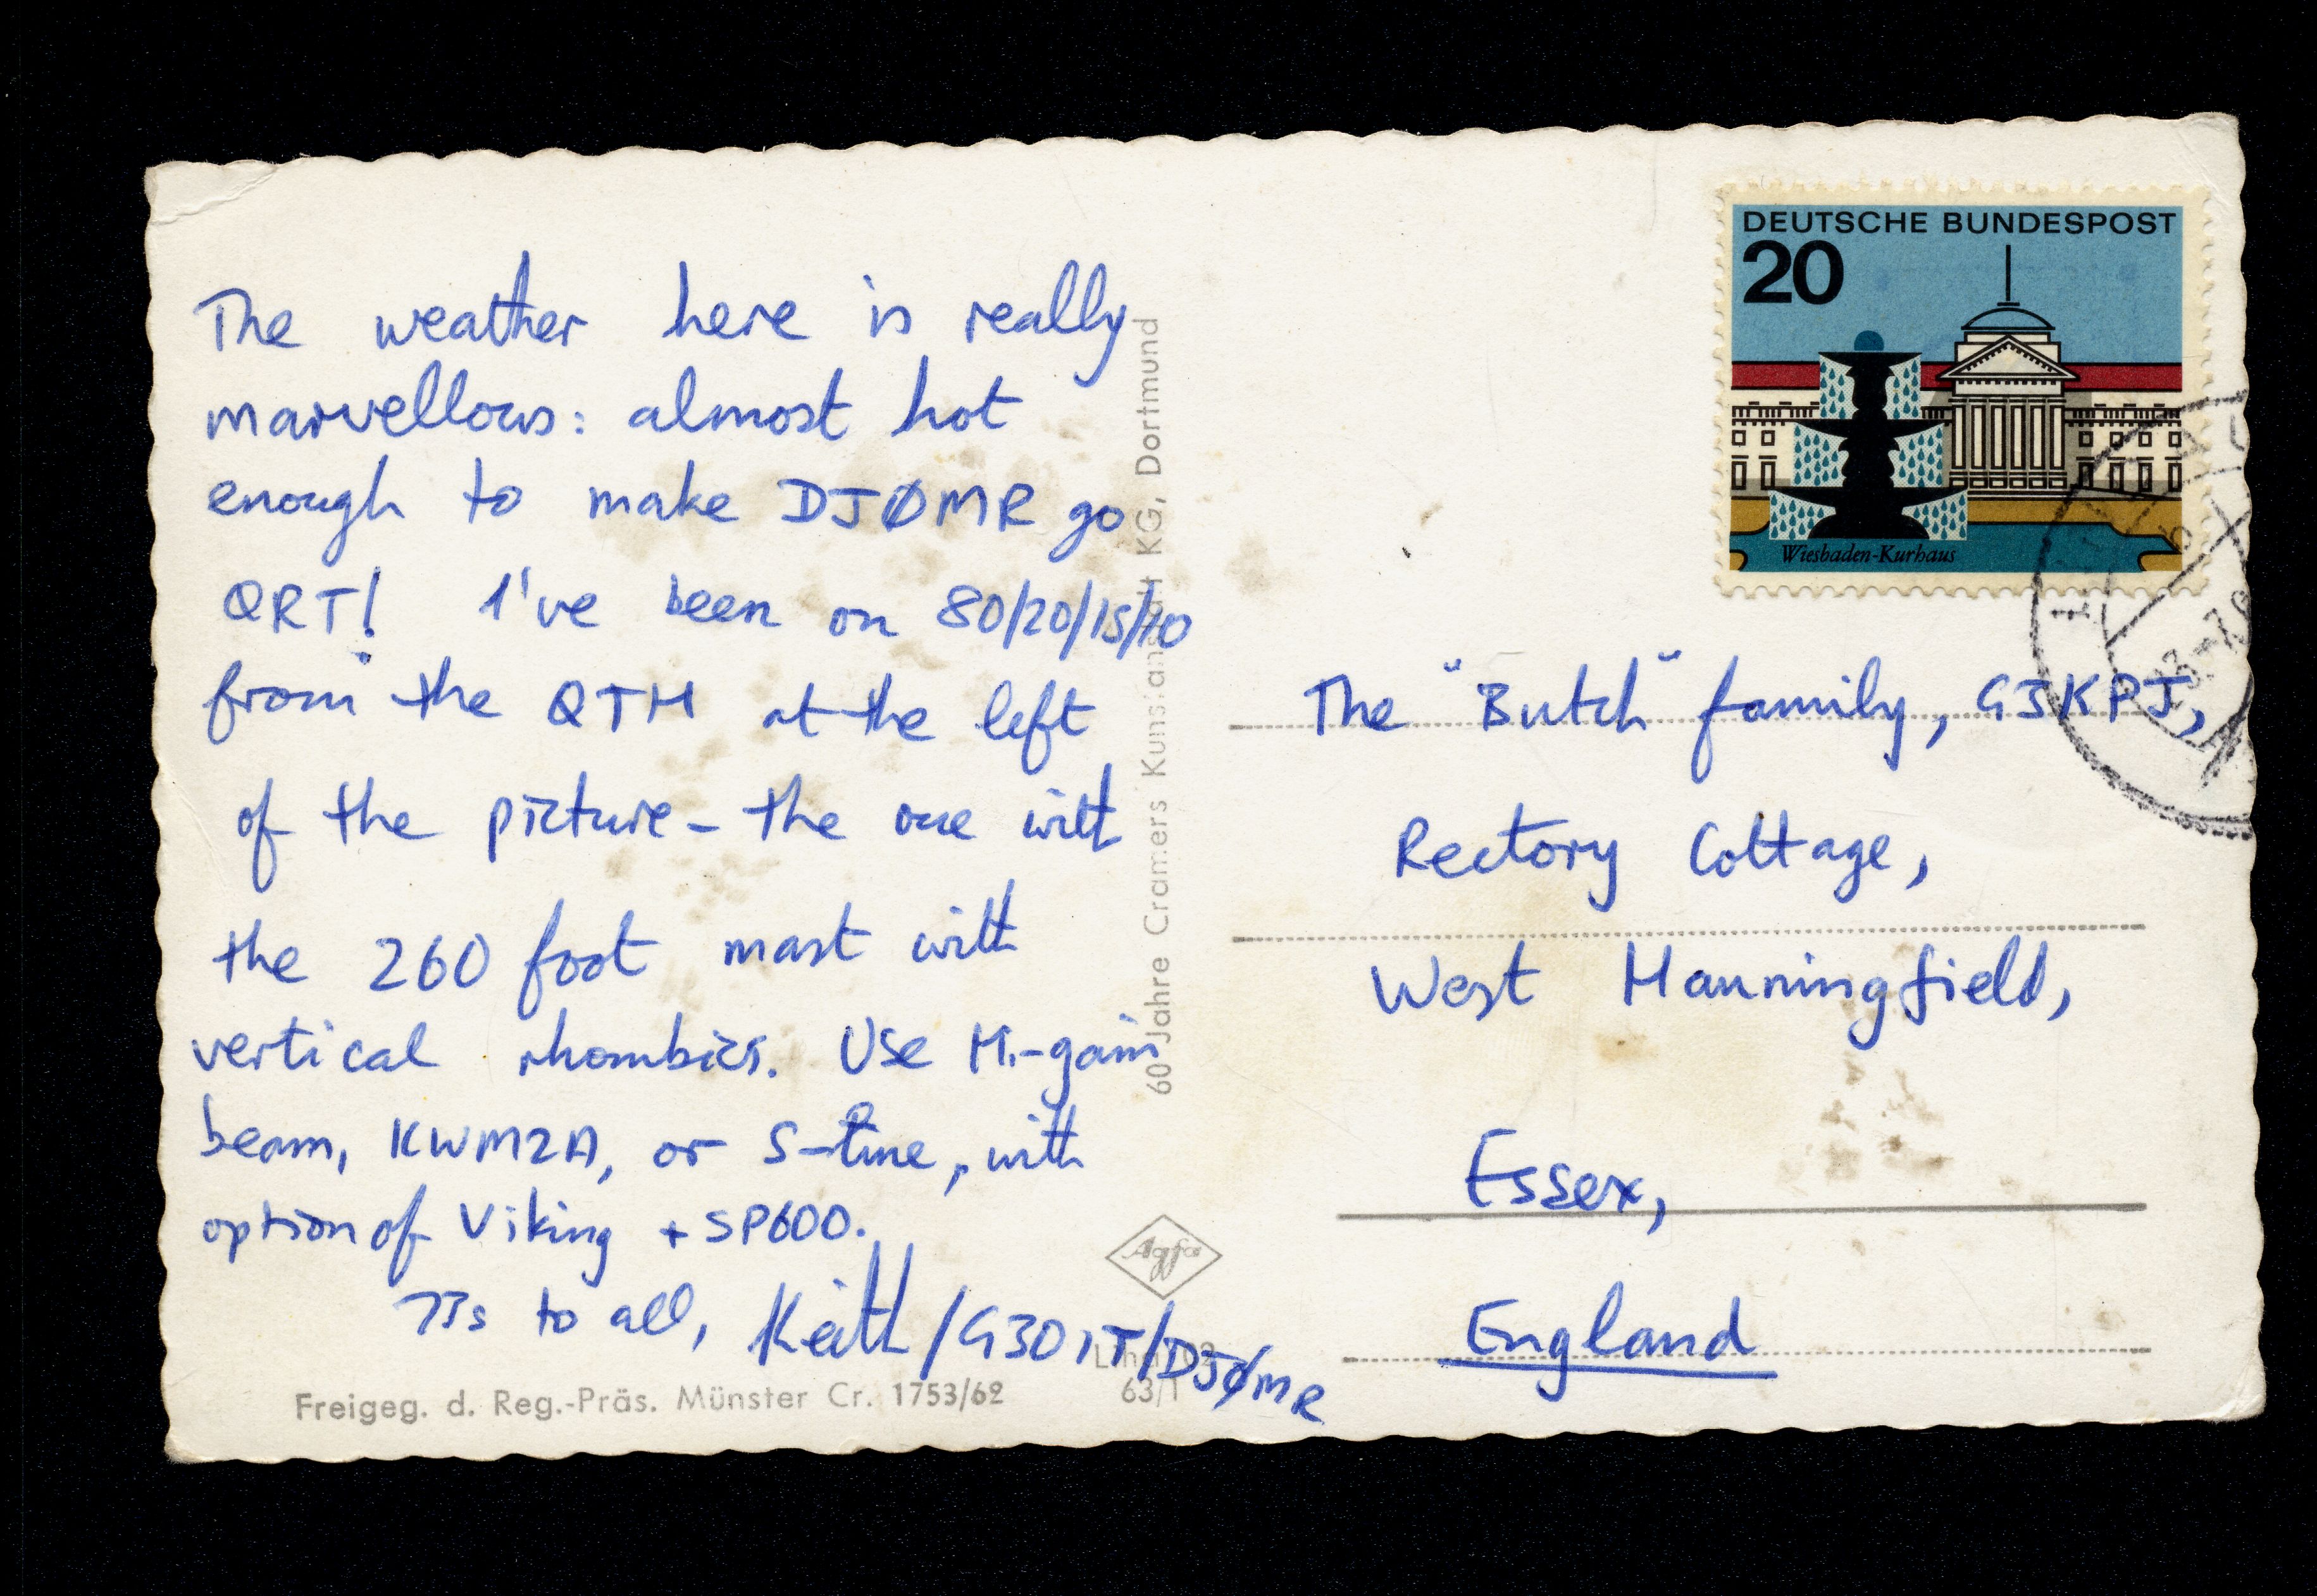 The weather here is really
marvellous: almost hot
enough to make DJØMR go
QRT! I've been on 80/20/15/10
from the QTH at the left
of the picture - the one with
the 260 foot mast with
vertical rhombics. Use Hi-gain
beam, KWM2A, or S-line, with
option of Viking + SP600.
73s to all, Keith/G3OIT/DJØMR
Freigeg. d. Reg.-Präs. Münster Cr. 1753/62
63/1
60 Jahre Cramers Kunstanstalt KG, Dortmund
Agfa
DEUTSCHE BUNDESPOST
20
Wiesbaden-Kurhaus
The "Butch" family, G3KPJ,
Rectory Cottage,
West Hanningfield,
Essex,
England